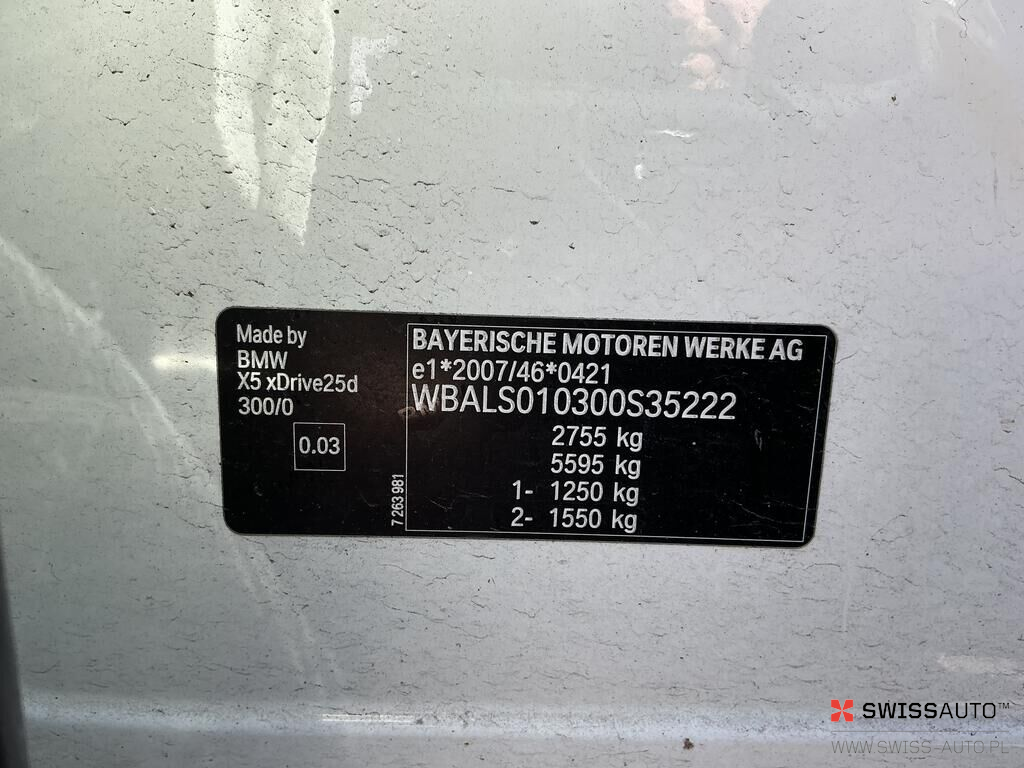 Made by
BMW
X5 xDrive25d
300/0
0.03
7 263 981
BAYERISCHE MOTOREN WERKE AG
e1*2007/46*0421
WBALS010300S35222
2755 kg
5595 kg
1- 1250 kg
2- 1550 kg
SWISSAUTO™
WWW.SWISS-AUTO.PL